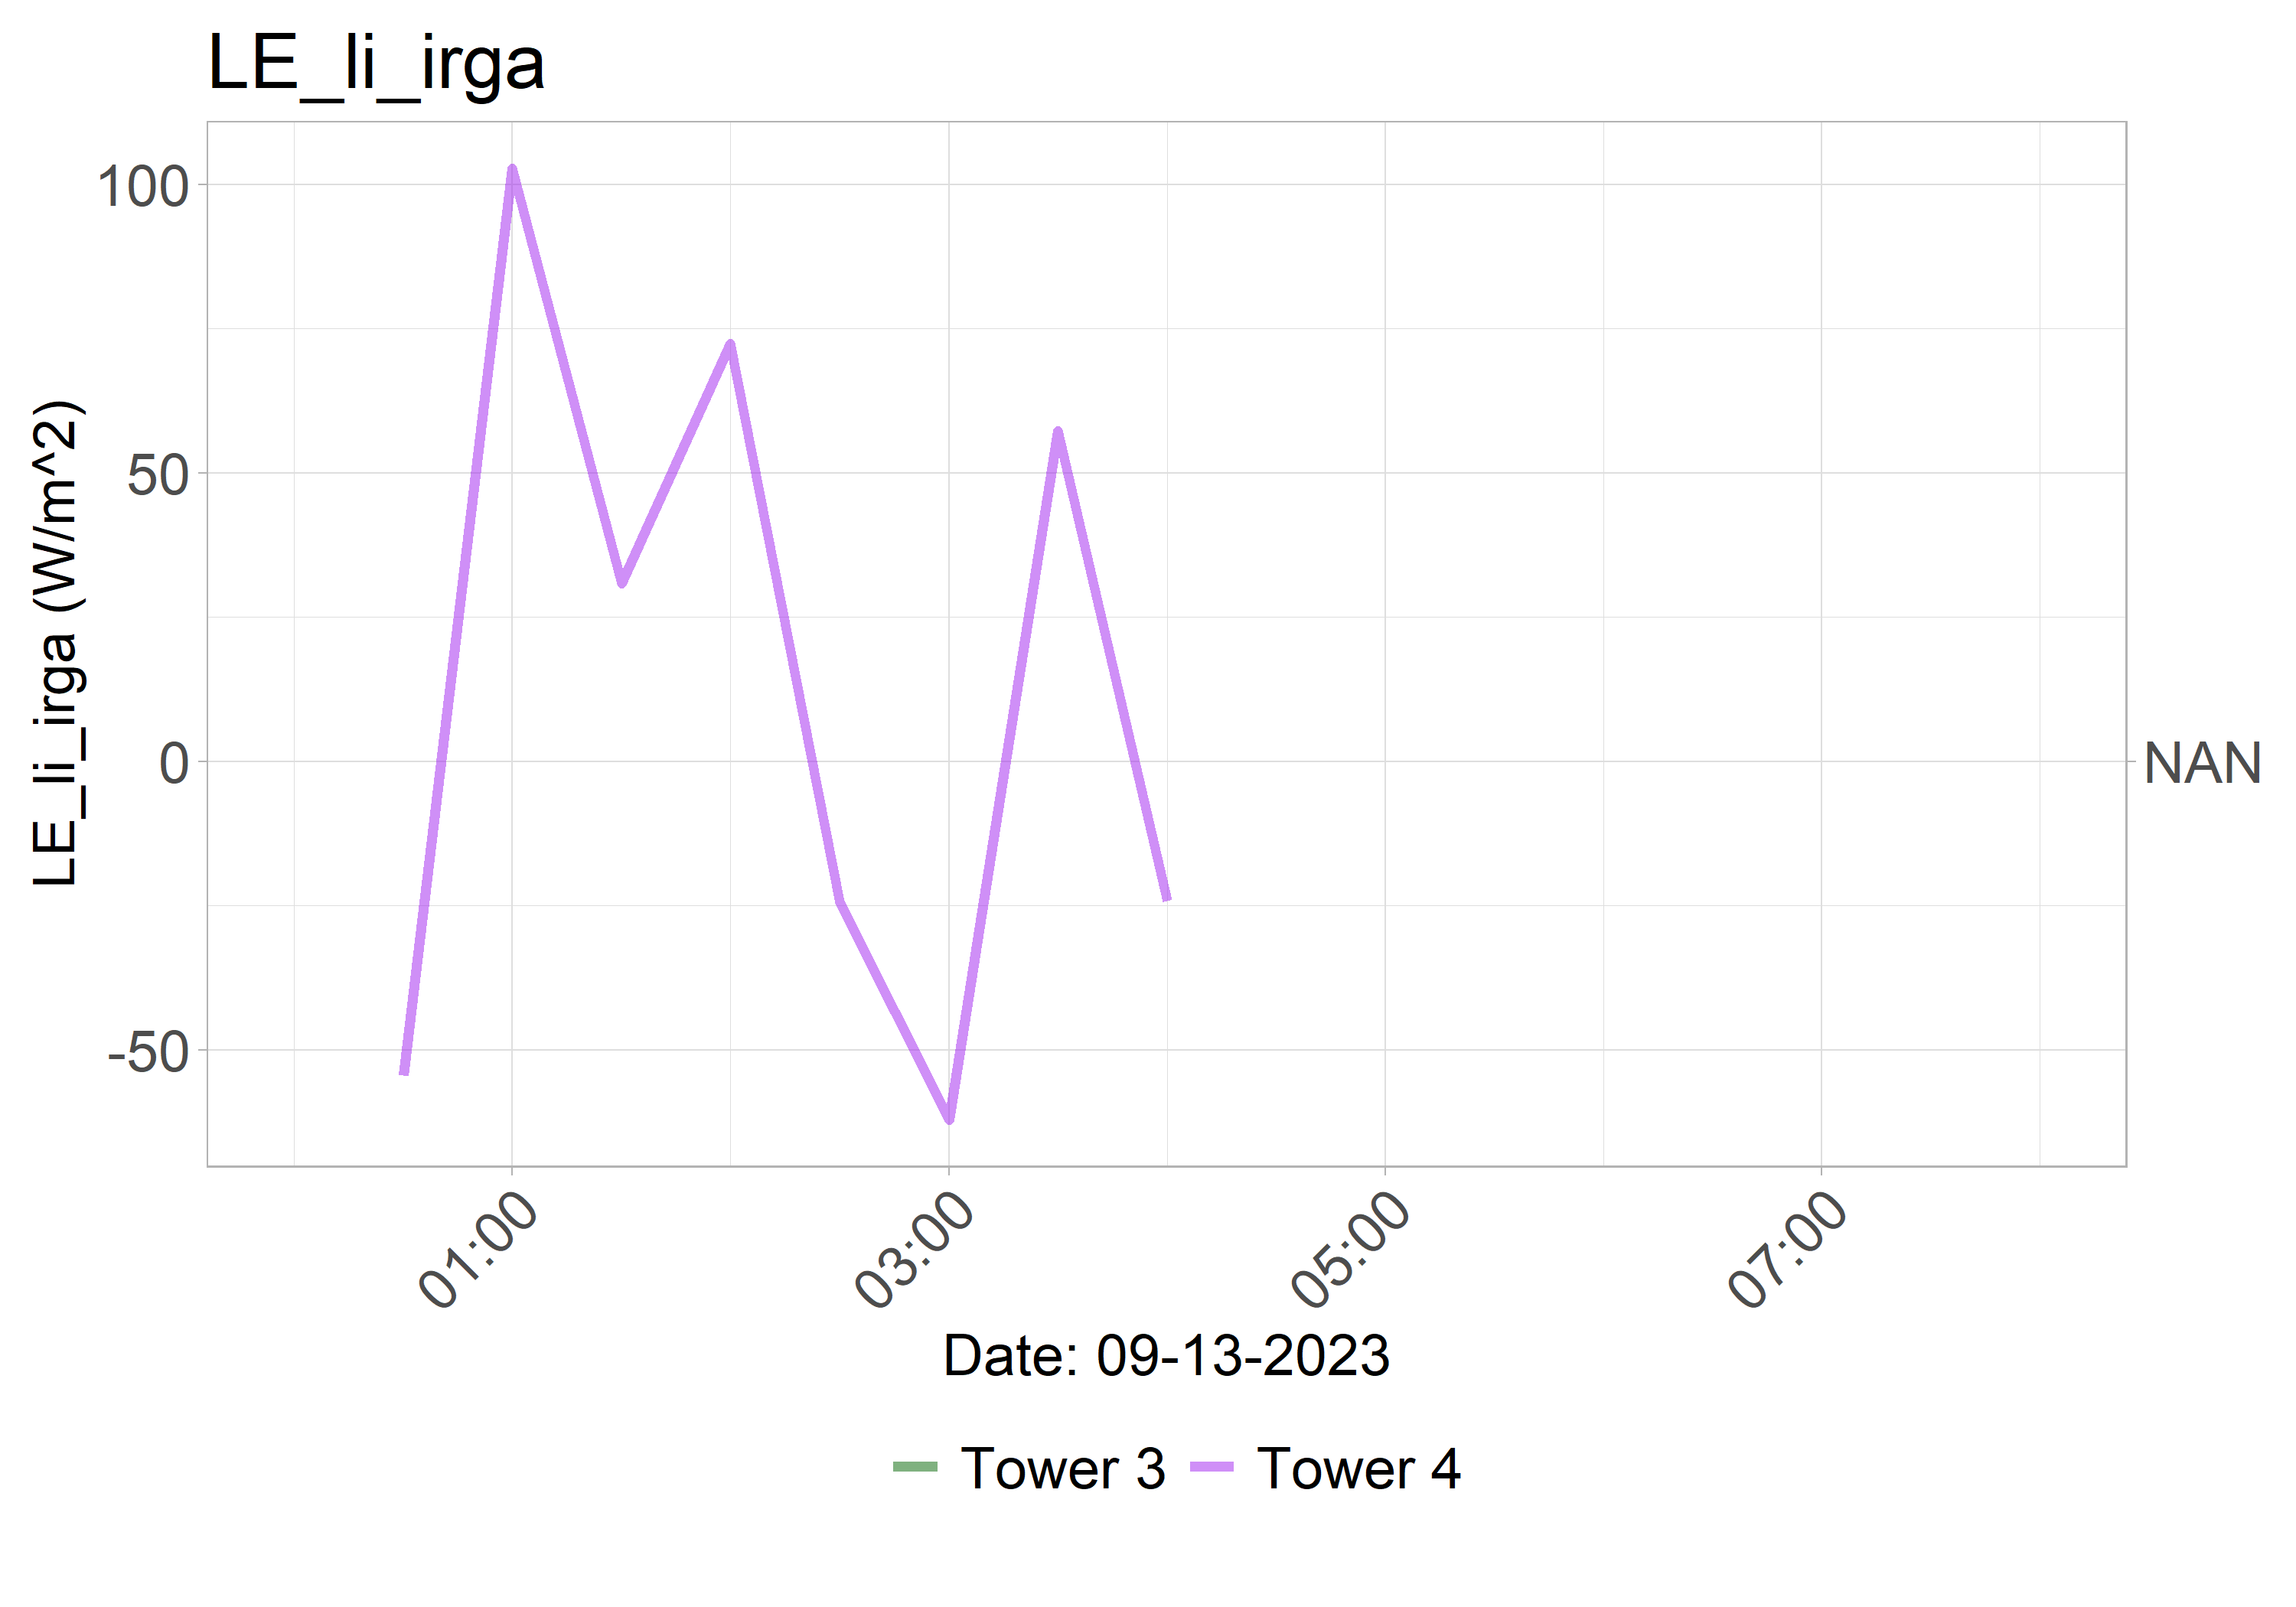 LE_li_irga
LE_li_irga (W/m^2)
100
50
0
-50
NAN
01:00
03:00
05:00
07:00
Date: 09-13-2023
Tower 3
Tower 4